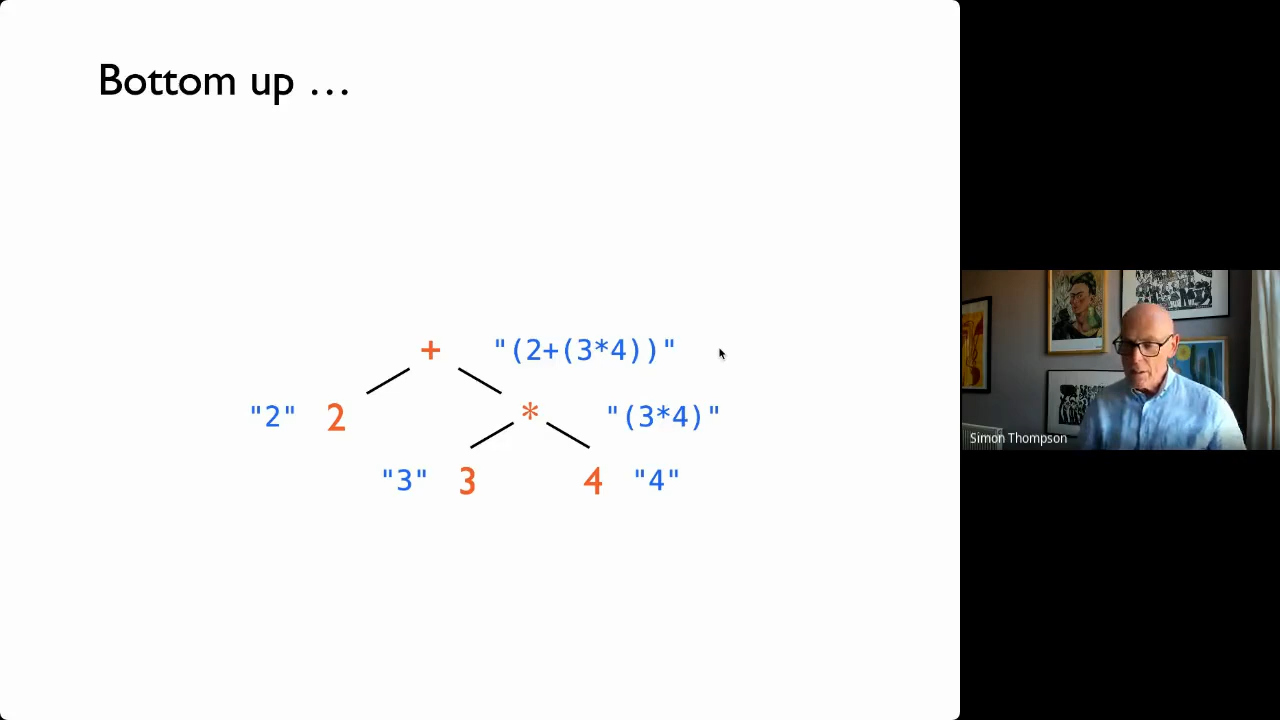 Bottom up …
+ "(2+(3*4))"
"2" 2 * "(3*4)"
"3" 3 4 "4"
Simon Thompson